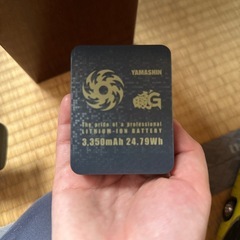 YAMASHIN
G
The pride of a professional
LITHIUM-ION BATTERY
3,350mAh 24.79Wh